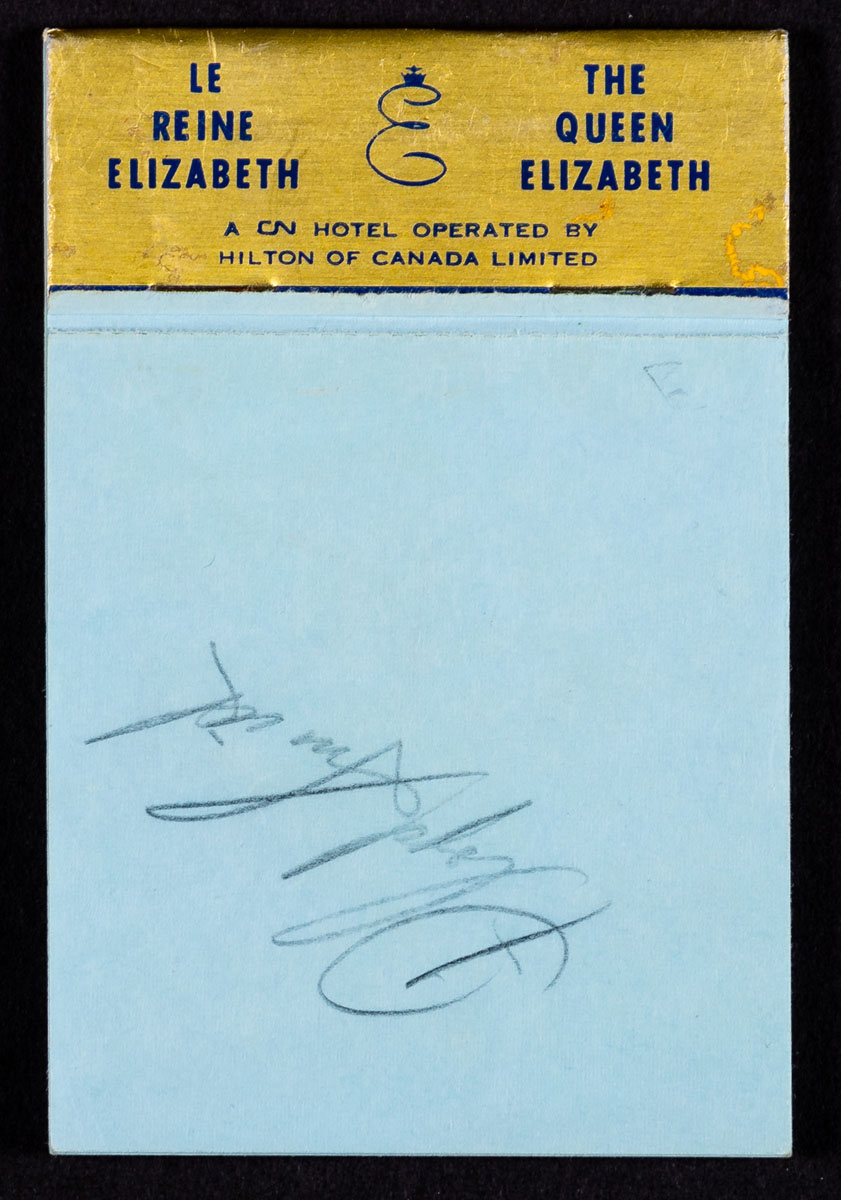 LE
REINE
ELIZABETH
E
THE
QUEEN
ELIZABETH
A CN HOTEL OPERATED BY
HILTON OF CANADA LIMITED